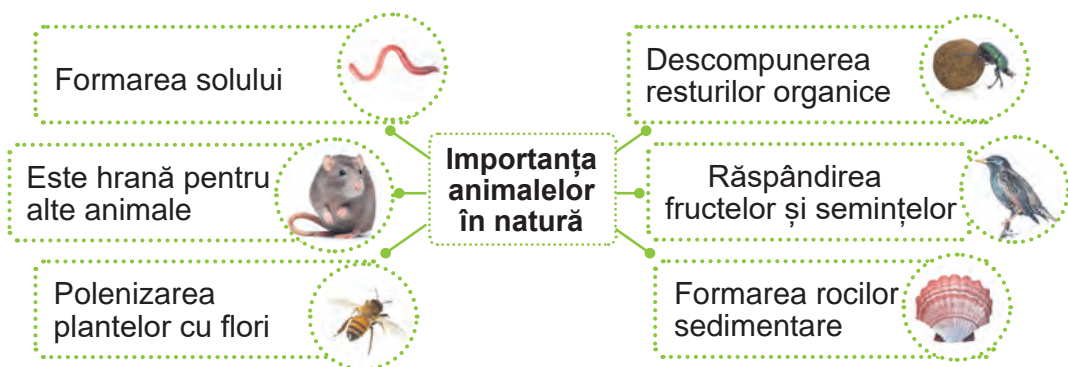 Formarea solului
Este hrană pentru
alte animale
Polenizarea
plantelor cu flori
Importanța
animalelor
în natură
Descompunerea
resturilor organice
Răspândirea
fructelor și semințelor
Formarea rocilor
sedimentare